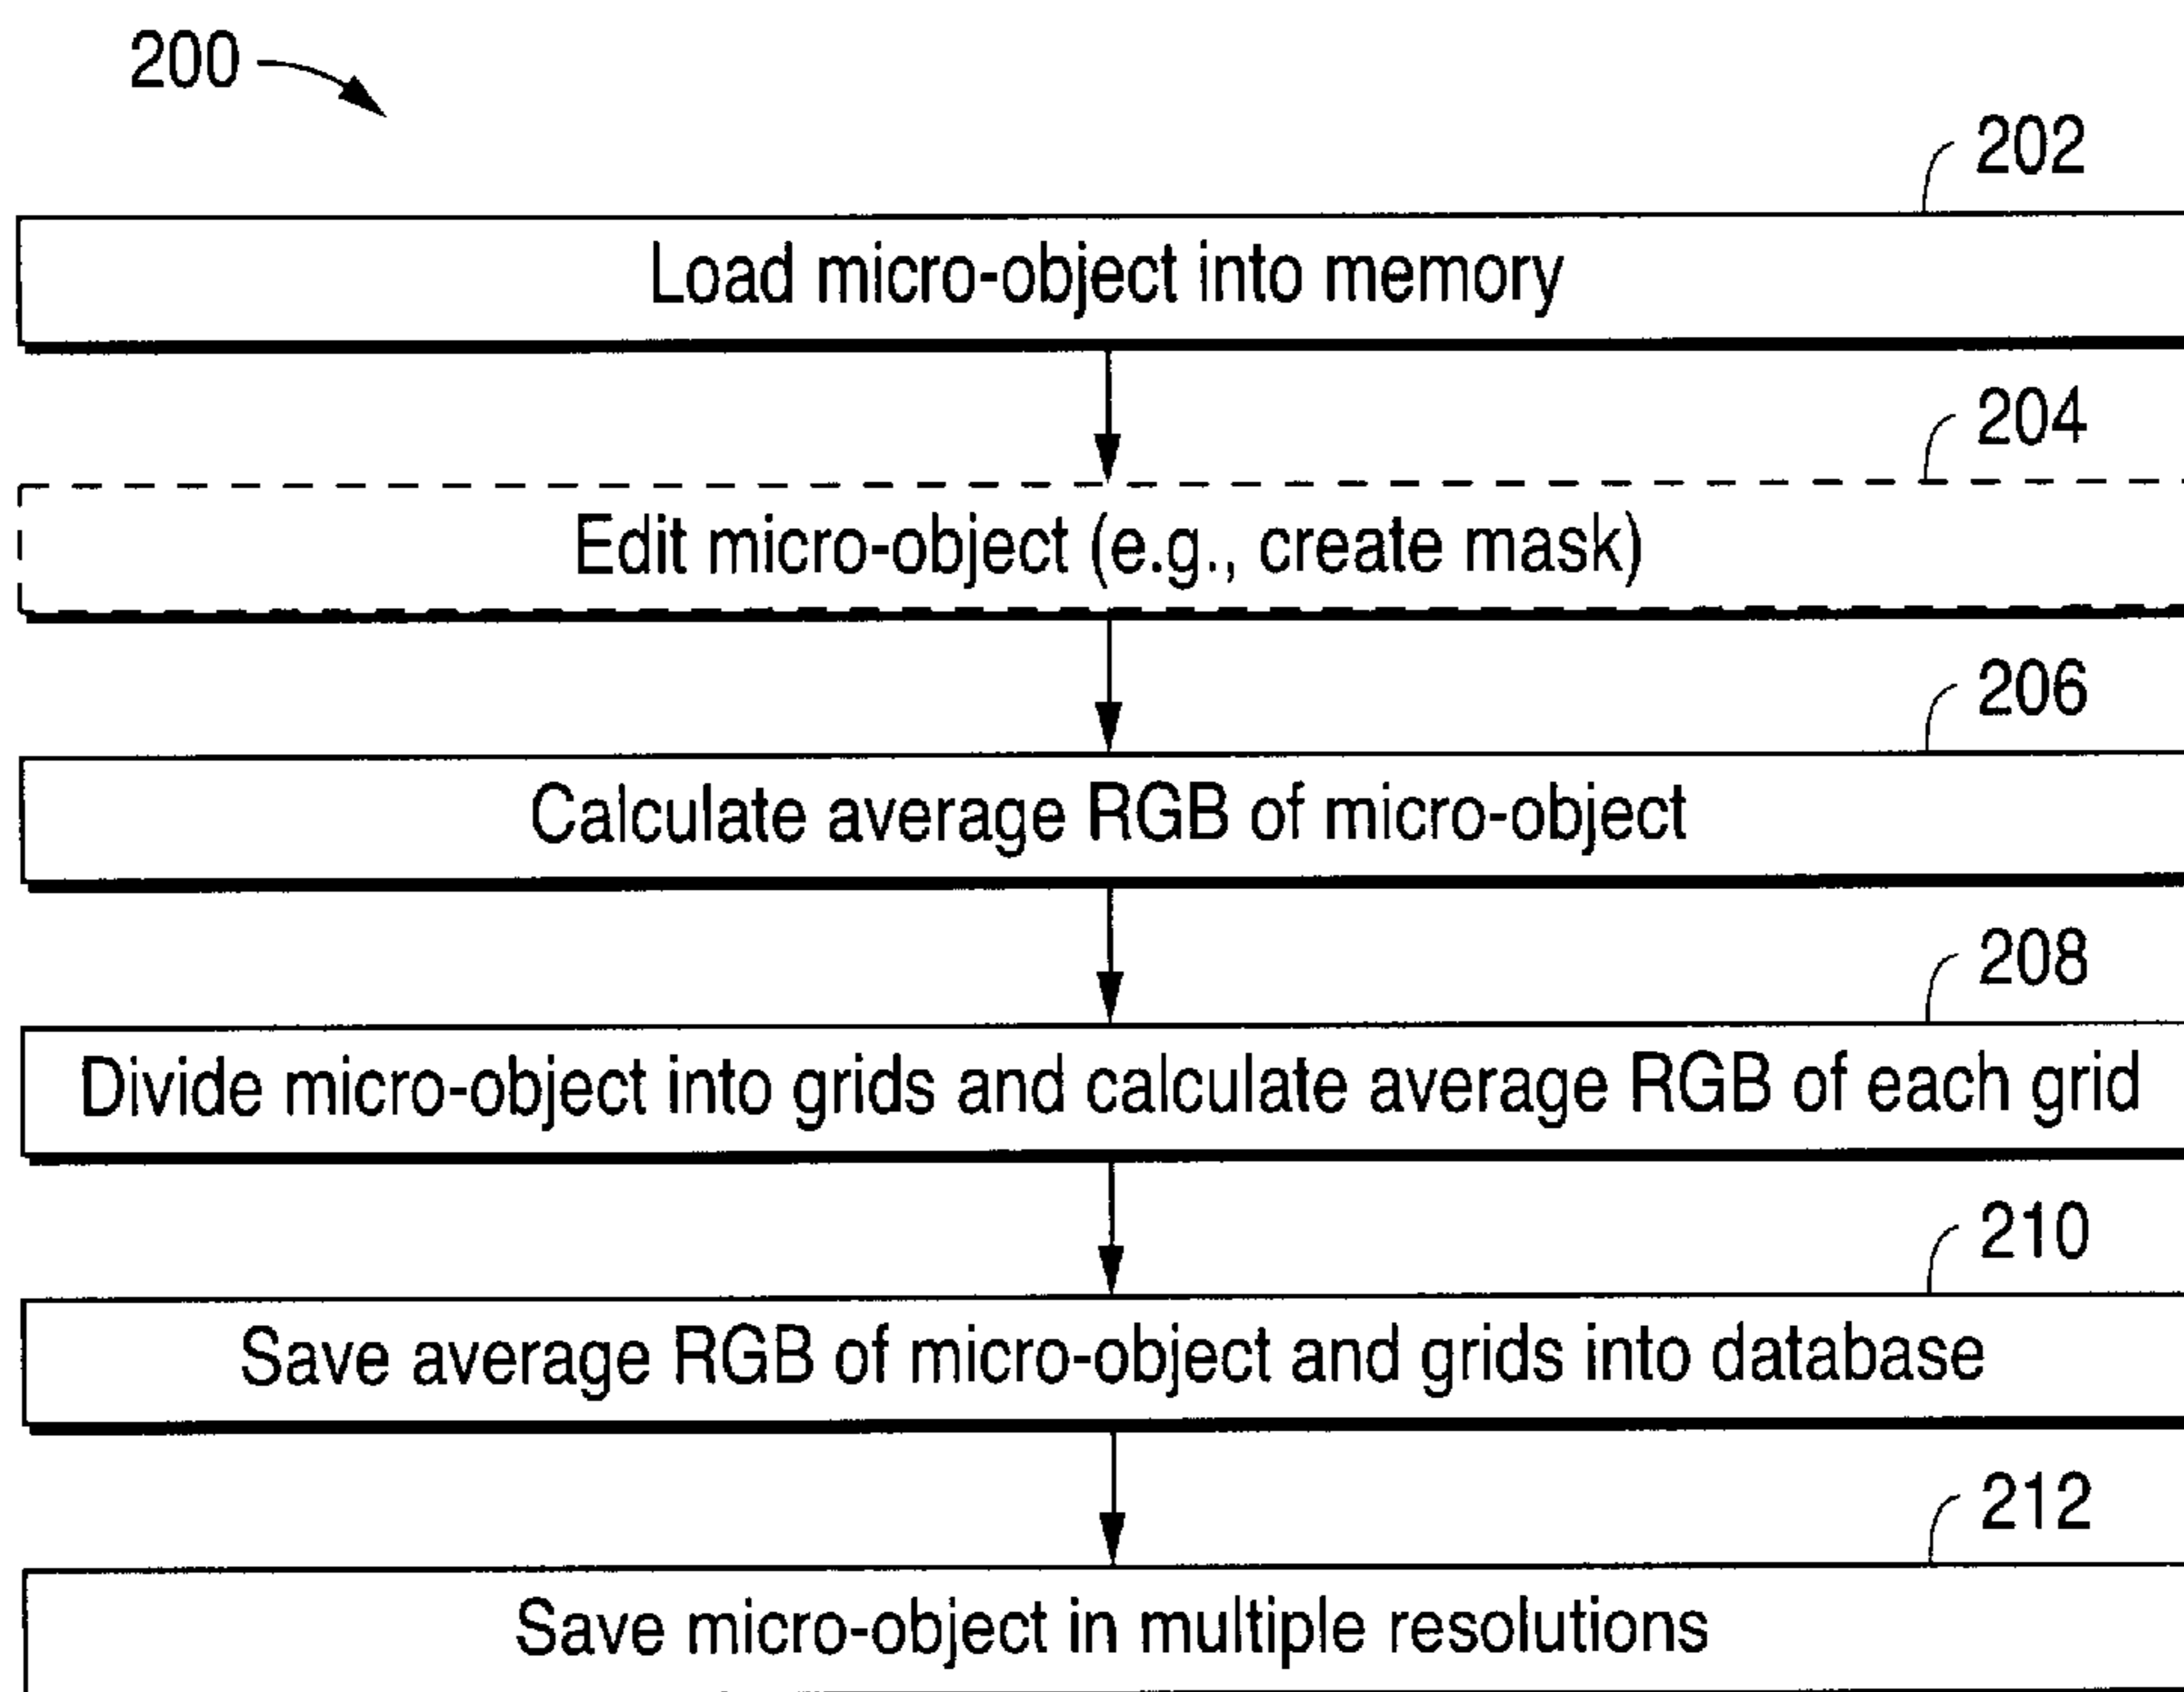 200
202
Load micro-object into memory
204
Edit micro-object (e.g., create mask)
206
Calculate average RGB of micro-object
208
Divide micro-object into grids and calculate average RGB of each grid
210
Save average RGB of micro-object and grids into database
212
Save micro-object in multiple resolutions